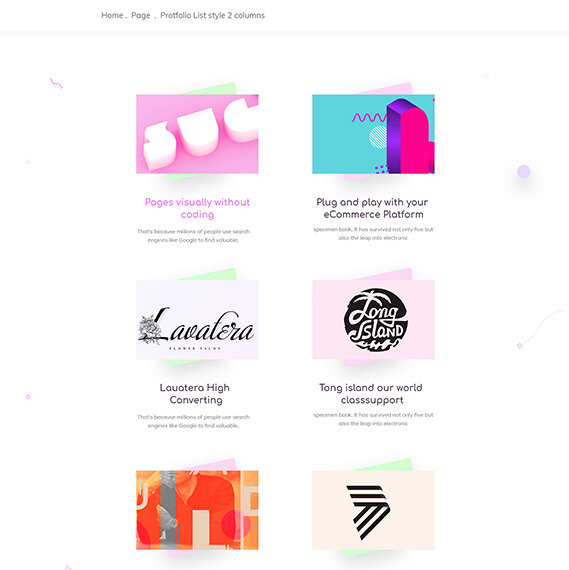 Home . Page . Protfolio List style 2 columns
SUC
Pages visually without
coding
That's because millions of people use search
engines like Google to find valuable,
Plug and play with your
eCommerce Platform
specimen book. It has survived not only five but
also the leap into electronic
Lavatera
FLOWER SALON
Lauatera High
Converting
That's because millions of people use search
engines like Google to find valuable,
Long
Island
Tong island our world
classsupport
specimen book. It has survived not only five but
also the leap into electronic